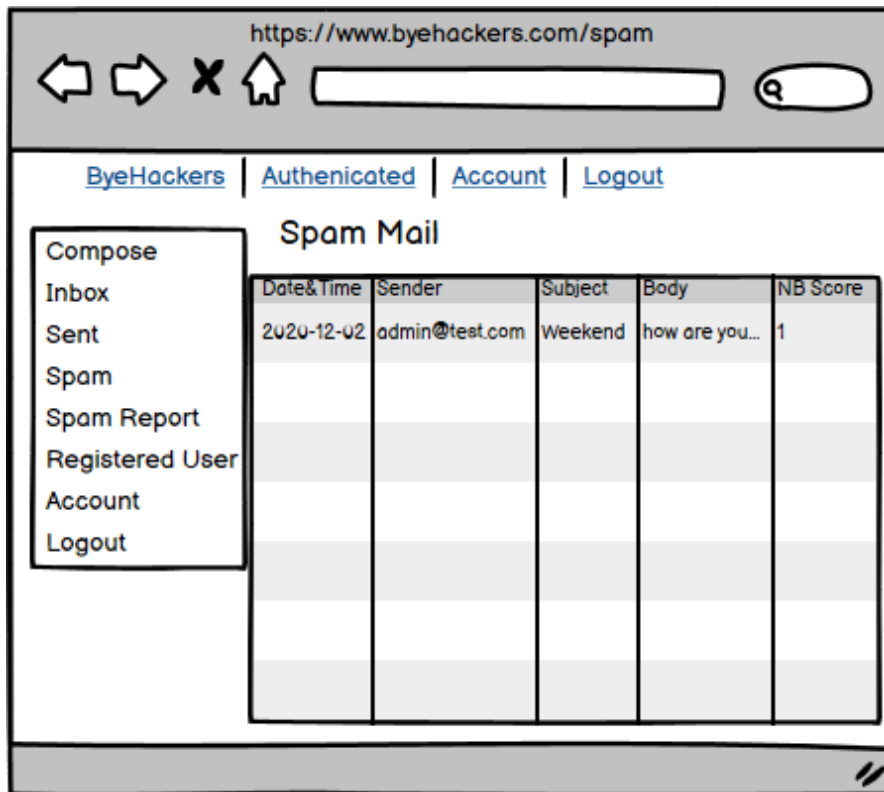 https://www.byehackers.com/spam
ByeHackers Authenicated Account Logout
Spam Mail
Compose
Inbox
Sent
Spam
Spam Report
Registered User
Account
Logout
Date&Time Sender Subject Body NB Score
2020-12-02 admin@test.com Weekend how are you... 1